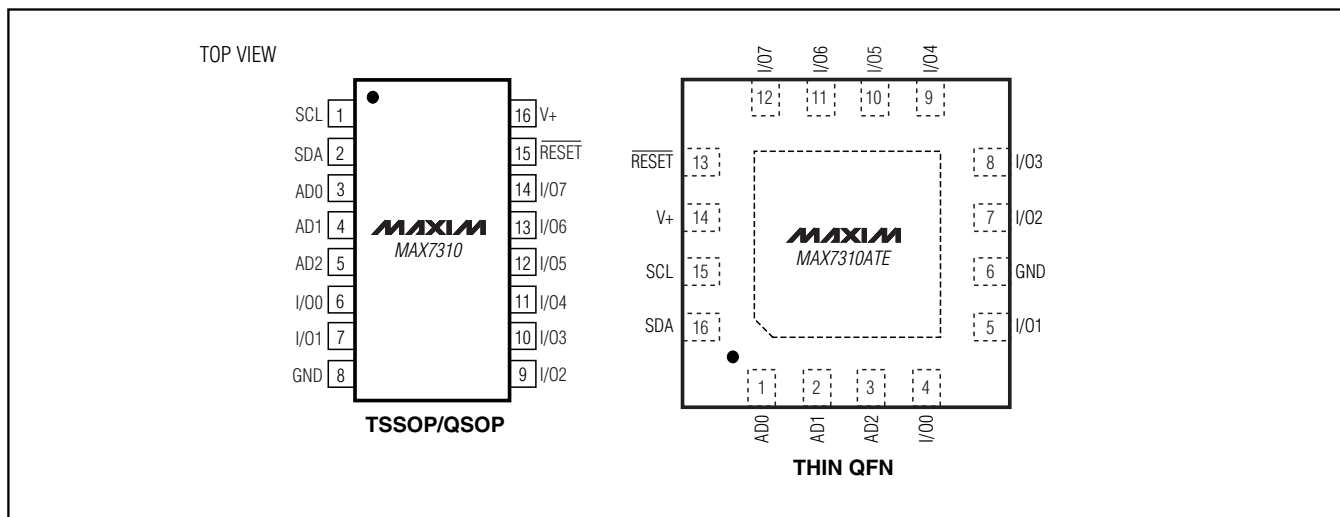 TOP VIEW
SCL 1
SDA 2
AD0 3
AD1 4
AD2 5
I/O0 6
I/O1 7
GND 8
16 V+
15 RESET
14 I/O7
13 I/O6
12 I/O5
11 I/O4
10 I/O3
9 I/O2
MAXIM
MAX7310
TSSOP/QSOP
I/O7
I/O6
I/O5
I/O4
12
11
10
9
RESET 13
V+ 14
SCL 15
SDA 16
8 I/O3
7 I/O2
6 GND
5 I/O1
MAXIM
MAX7310ATE
1
2
3
4
AD0
AD1
AD2
I/O0
THIN QFN